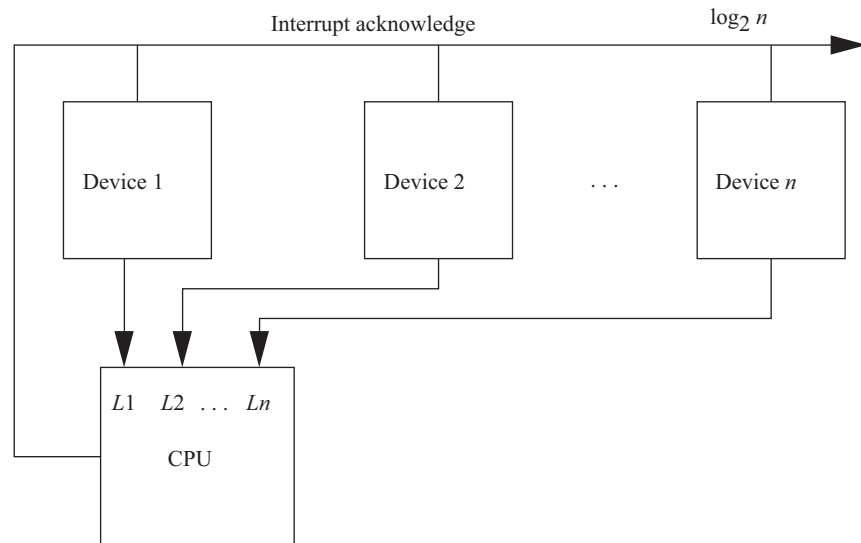 Interrupt acknowledge
log₂ n
Device 1
Device 2
. . .
Device n
L1 L2 . . . Ln
CPU